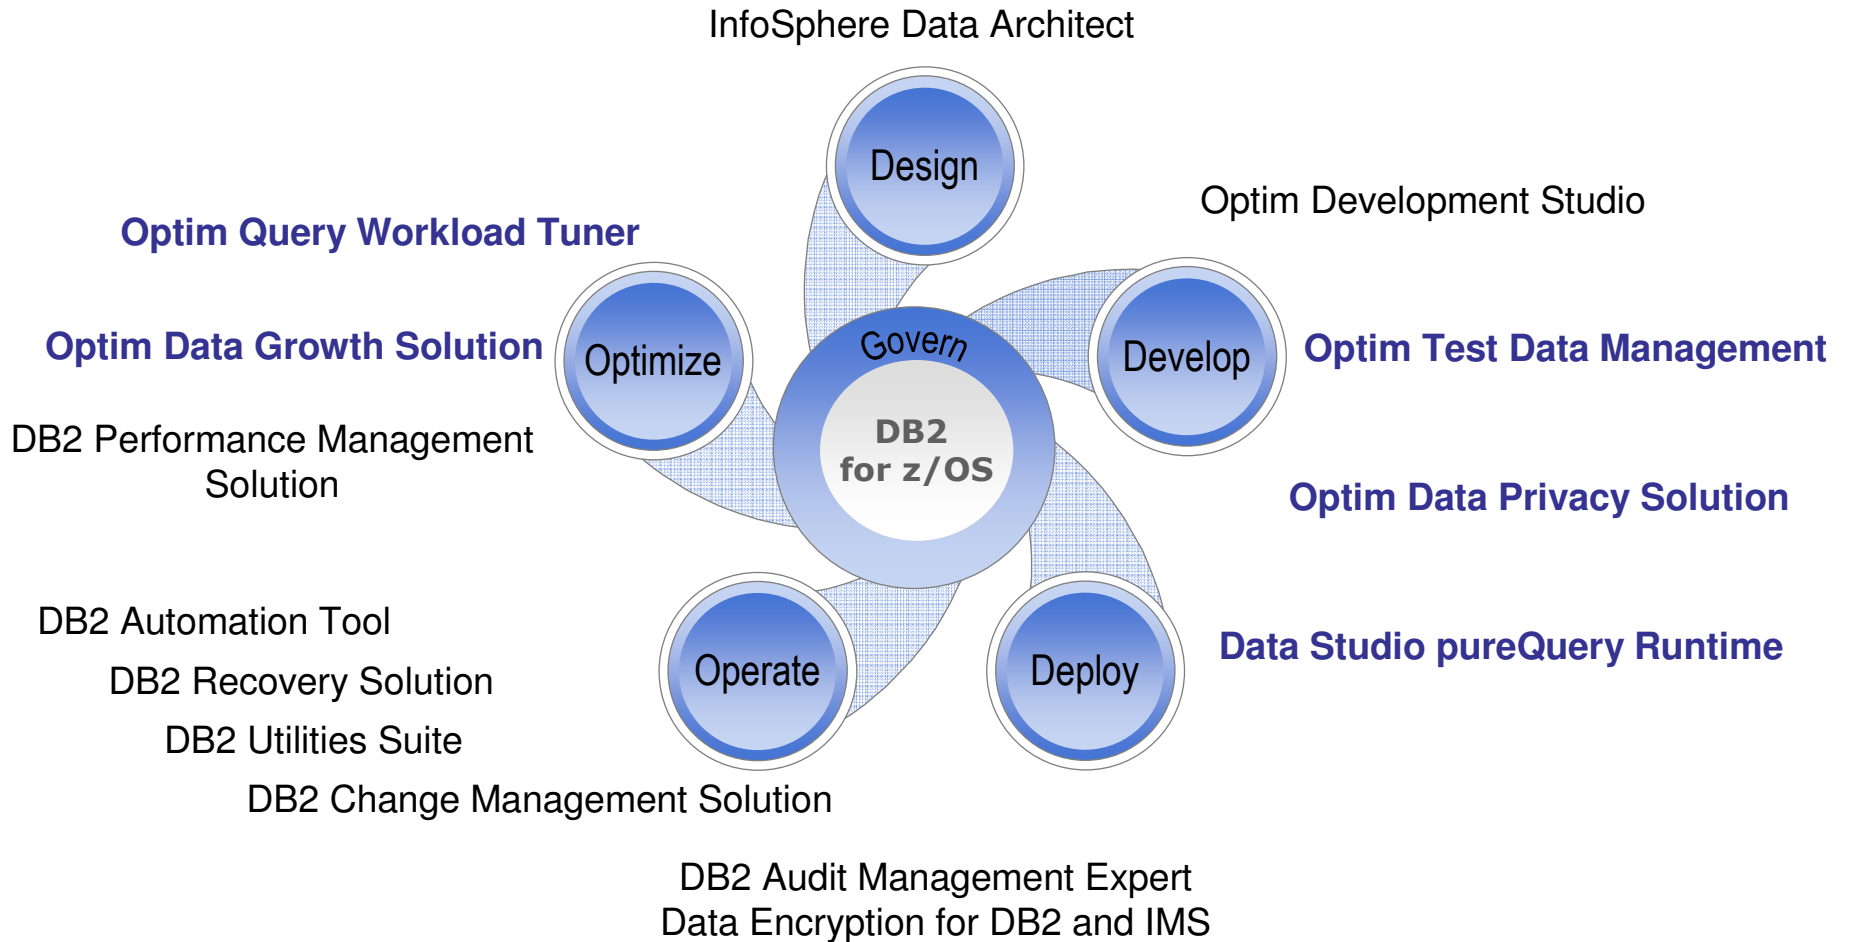 InfoSphere Data Architect
Design
Optim Development Studio
Optim Query Workload Tuner
Optim Data Growth Solution
Optimize
Govern
Develop
Optim Test Data Management
DB2 Performance Management
Solution
DB2
for z/OS
Optim Data Privacy Solution
DB2 Automation Tool
DB2 Recovery Solution
DB2 Utilities Suite
DB2 Change Management Solution
Operate
Deploy
Data Studio pureQuery Runtime
DB2 Audit Management Expert
Data Encryption for DB2 and IMS